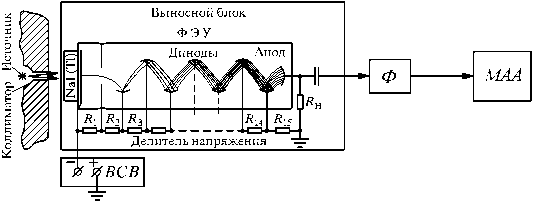 Выносной блок
ФЭУ
Диноды
Анод
Источник
Коллиматор
NaI (Tl)
R1
R2
R3
R14
R15
Rн
Делитель напряжения
Ф
МАА
− +
ВСВ